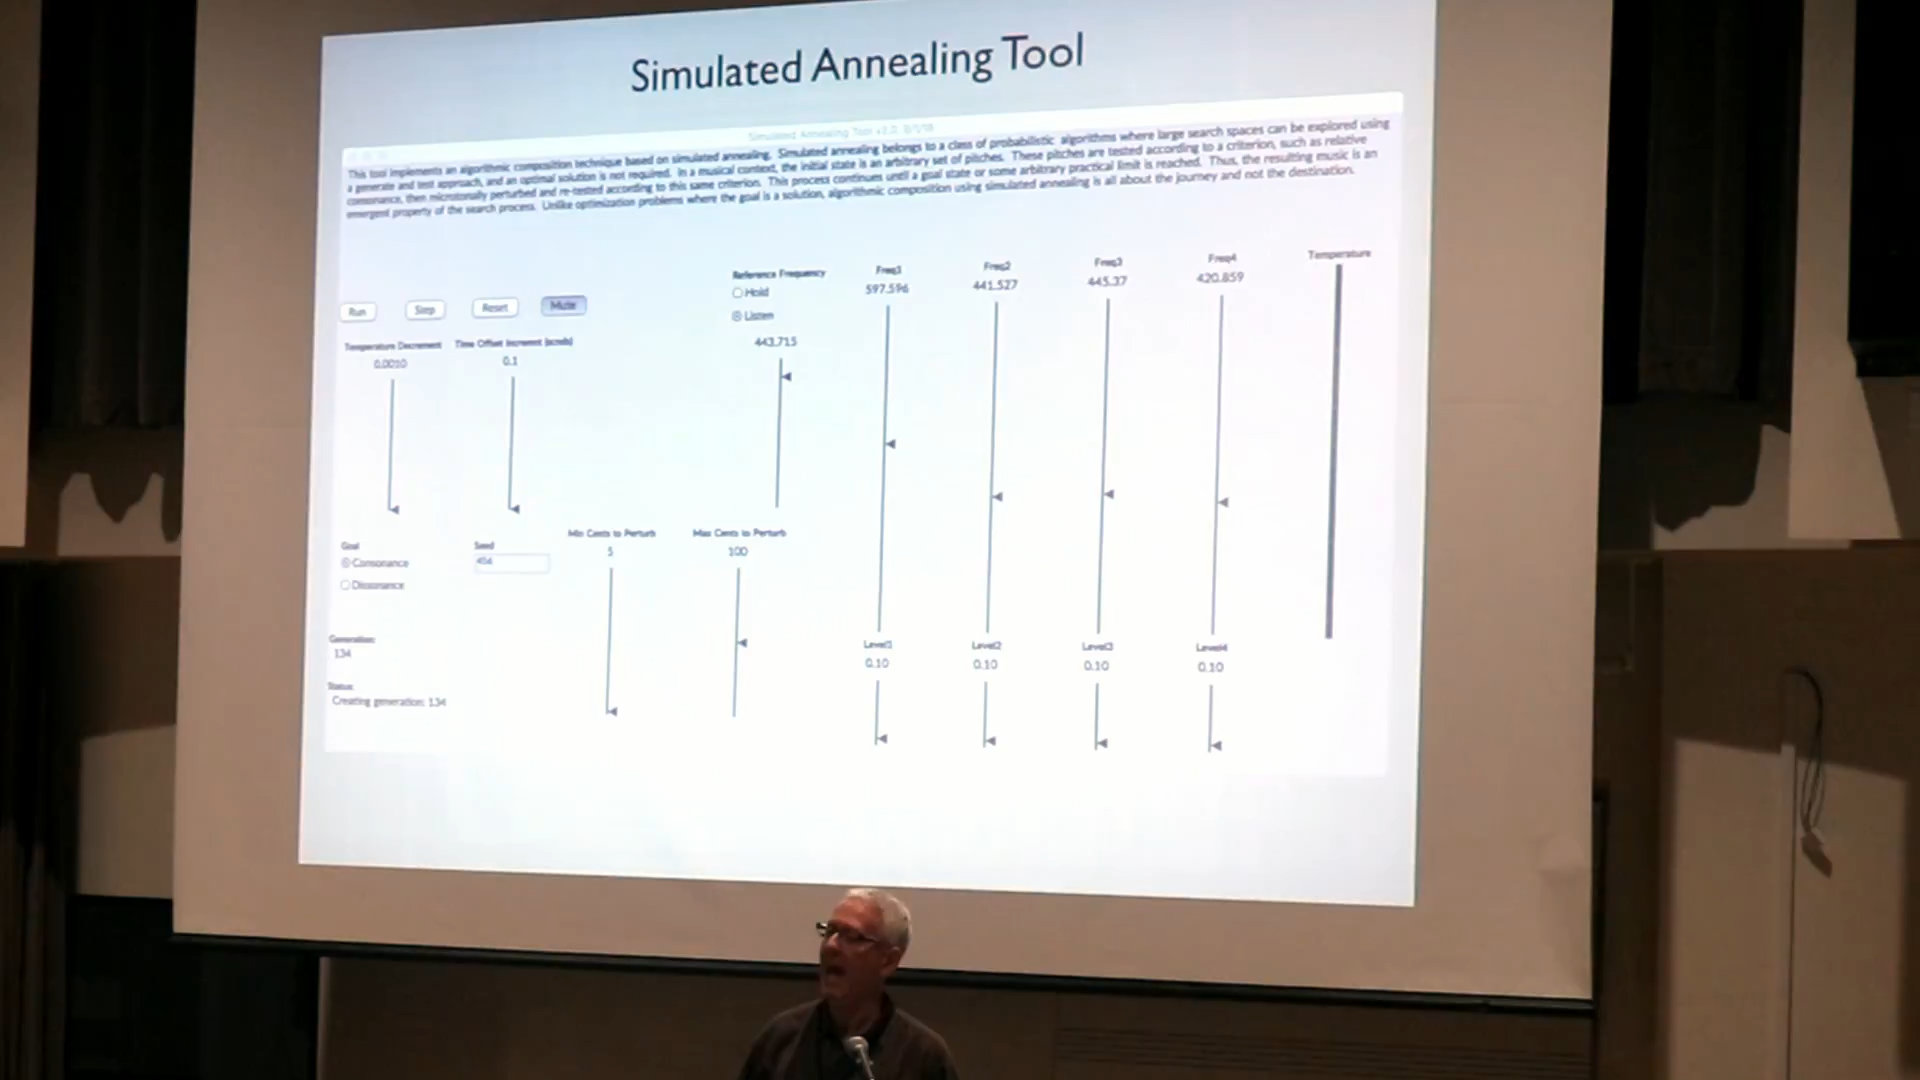 Simulated Annealing Tool
Simulated Annealing Tool v2.0
This tool implements an algorithmic composition technique based on simulated annealing. Simulated annealing belongs to a class of probabilistic algorithms where large search spaces can be explored using
a generate and test approach, and an optimal solution is not required. In a musical context, the initial state is an arbitrary set of pitches. These pitches are tested according to a criterion, such as relative
consonance, then microtonally perturbed and re-tested according to this same criterion. This process continues until a goal state or some arbitrary practical limit is reached. Thus, the resulting music is an
emergent property of the search process. Unlike optimization problems where the goal is a solution, algorithmic composition using simulated annealing is all about the journey and not the destination.
Run Step Reset Mute
Reference Frequency
Hold
Listen
443.715
Freq1 Freq2 Freq3 Freq4 Temperature
597.596 441.527 445.37 420.859
Temperature Decrement Time Offset Increment (scnds)
0.0010 0.1
Goal
Consonance
Dissonance
Seed
456
Min Cents to Perturb Max Cents to Perturb
5 100
Generation:
134
Status:
Creating generation: 134
Level1 Level2 Level3 Level4
0.10 0.10 0.10 0.10